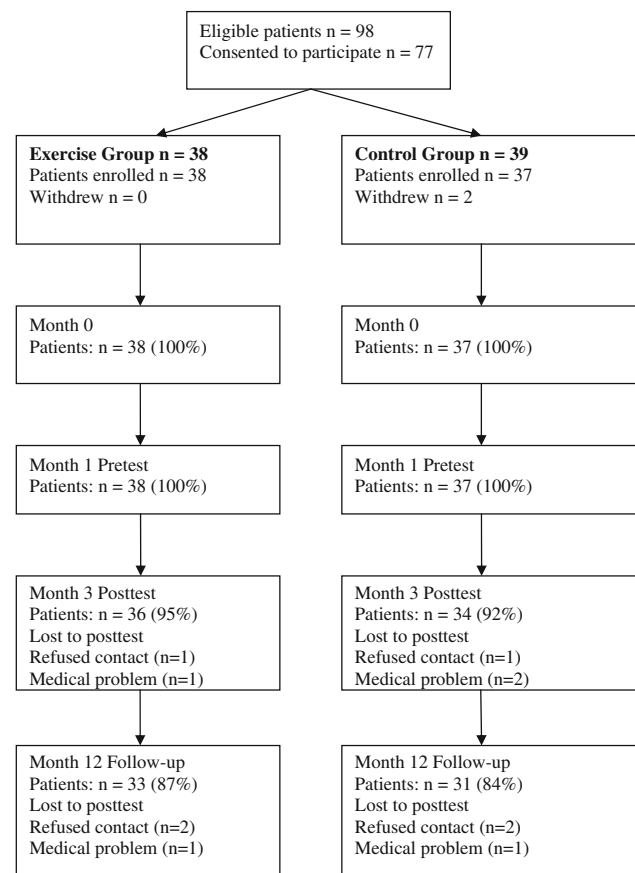 Eligible patients n = 98
Consented to participate n = 77
Exercise Group n = 38
Patients enrolled n = 38
Withdrew n = 0
Control Group n = 39
Patients enrolled n = 37
Withdrew n = 2
Month 0
Patients: n = 38 (100%)
Month 0
Patients: n = 37 (100%)
Month 1 Pretest
Patients: n = 38 (100%)
Month 1 Pretest
Patients: n = 37 (100%)
Month 3 Posttest
Patients: n = 36 (95%)
Lost to posttest
Refused contact (n=1)
Medical problem (n=1)
Month 3 Posttest
Patients: n = 34 (92%)
Lost to posttest
Refused contact (n=1)
Medical problem (n=2)
Month 12 Follow-up
Patients: n = 33 (87%)
Lost to posttest
Refused contact (n=2)
Medical problem (n=1)
Month 12 Follow-up
Patients: n = 31 (84%)
Lost to posttest
Refused contact (n=2)
Medical problem (n=1)